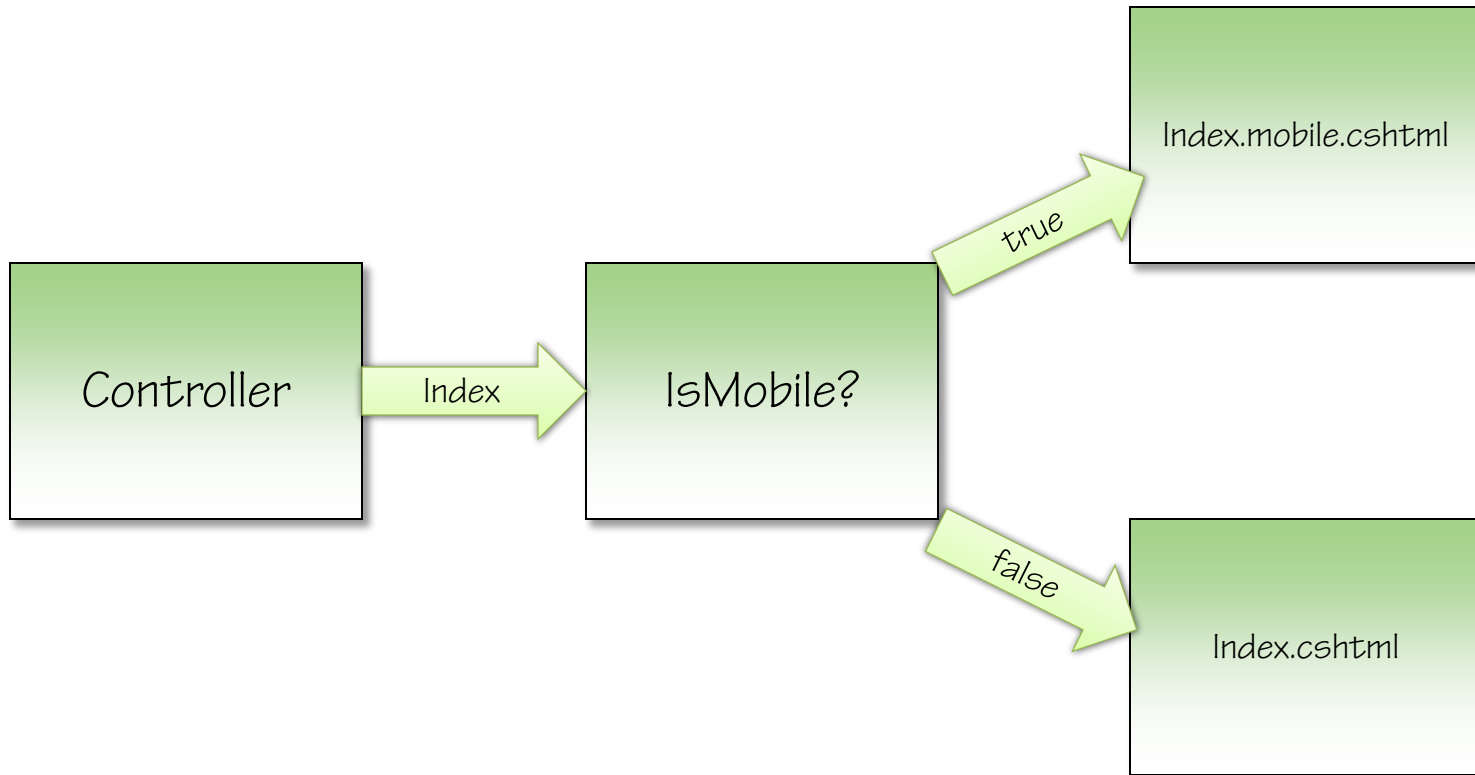 Controller
Index
IsMobile?
true
Index.mobile.cshtml
false
Index.cshtml